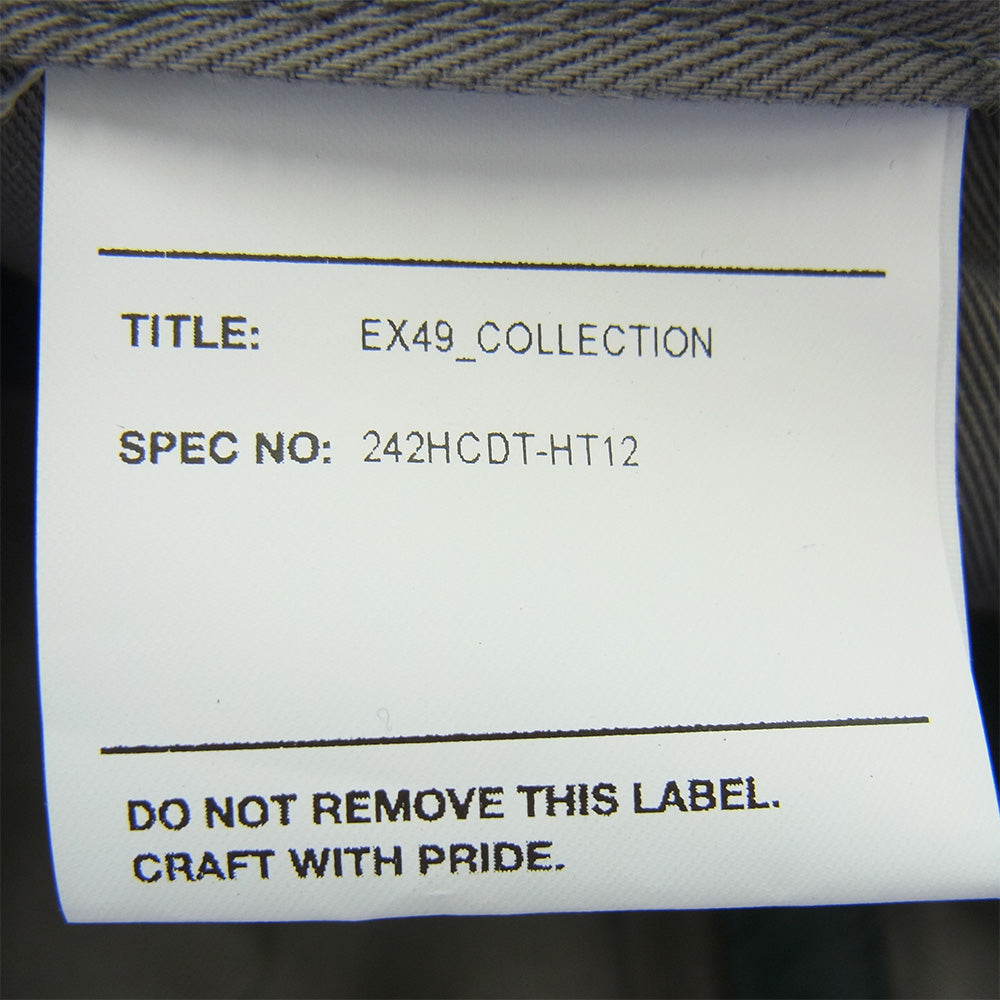 TITLE: EX49_COLLECTION
SPEC NO: 242HCDT-HT12
DO NOT REMOVE THIS LABEL.
CRAFT WITH PRIDE.